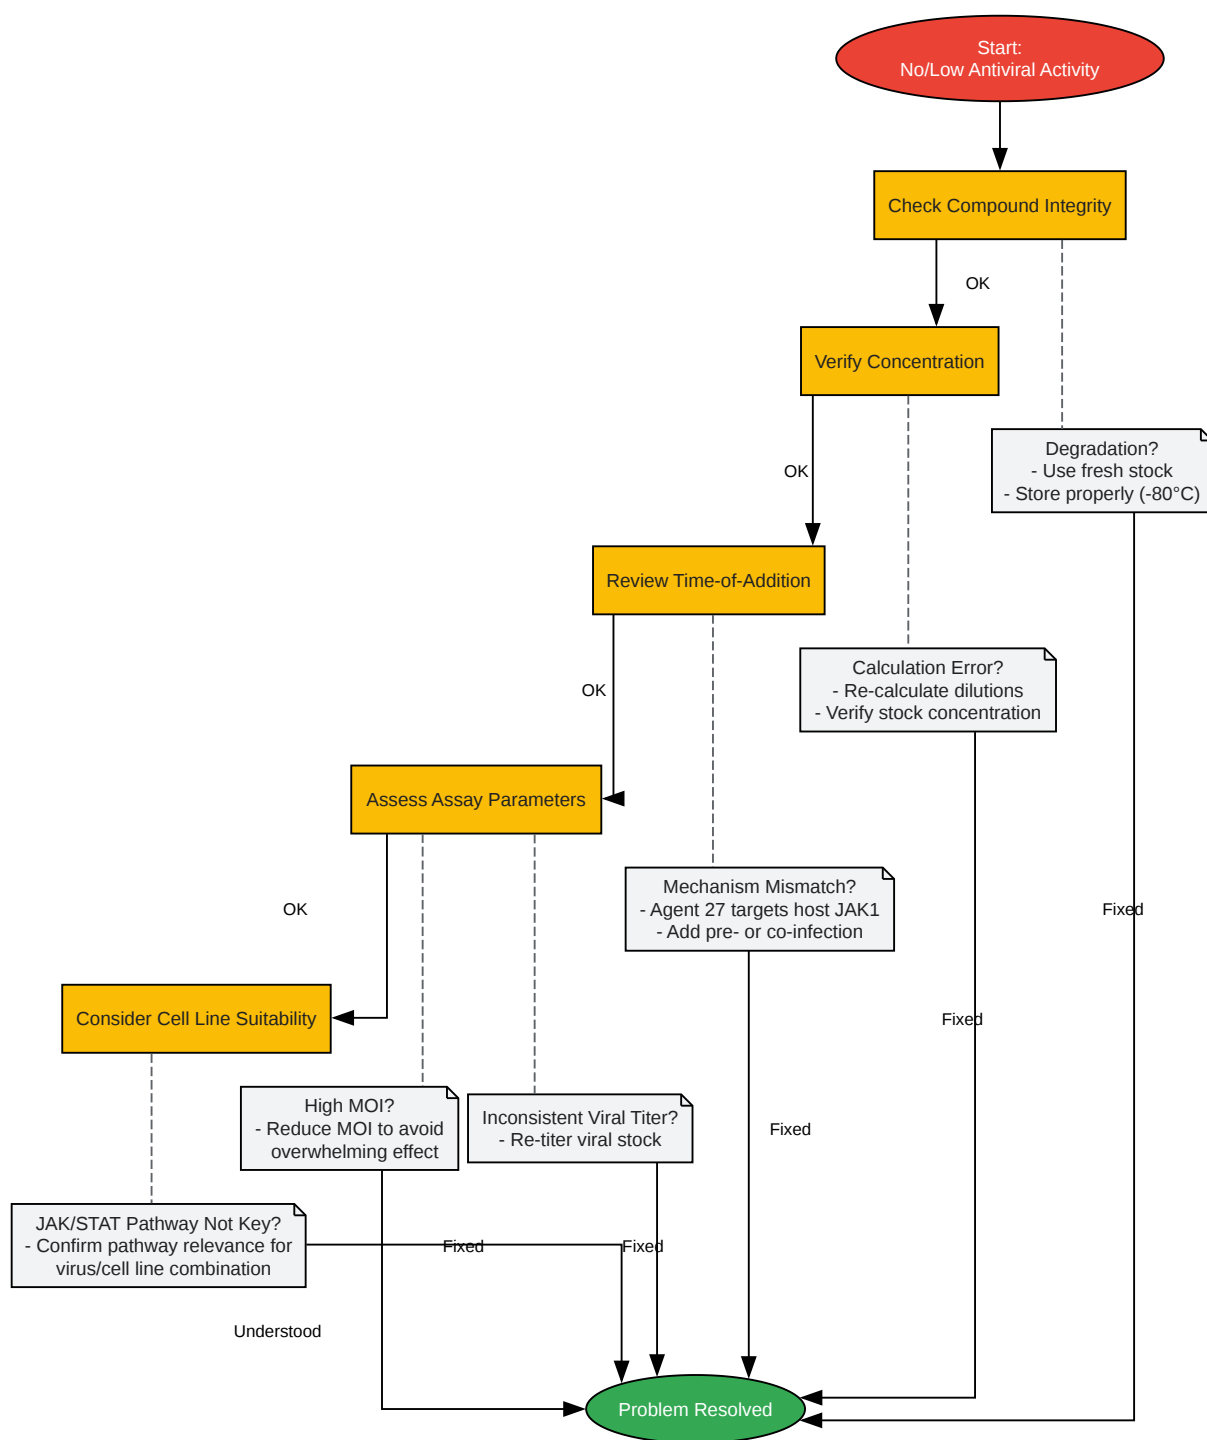 Start:
No/Low Antiviral Activity
Check Compound Integrity
OK
Verify Concentration
Degradation?
- Use fresh stock
- Store properly (-80°C)
OK
Review Time-of-Addition
Calculation Error?
- Re-calculate dilutions
- Verify stock concentration
OK
Assess Assay Parameters
Mechanism Mismatch?
- Agent 27 targets host JAK1
- Add pre- or co-infection
OK
Fixed
Consider Cell Line Suitability
Fixed
High MOI?
- Reduce MOI to avoid
overwhelming effect
Inconsistent Viral Titer?
- Re-titer viral stock
Fixed
JAK/STAT Pathway Not Key?
- Confirm pathway relevance for
virus/cell line combination
Fixed
Fixed
Understood
Problem Resolved